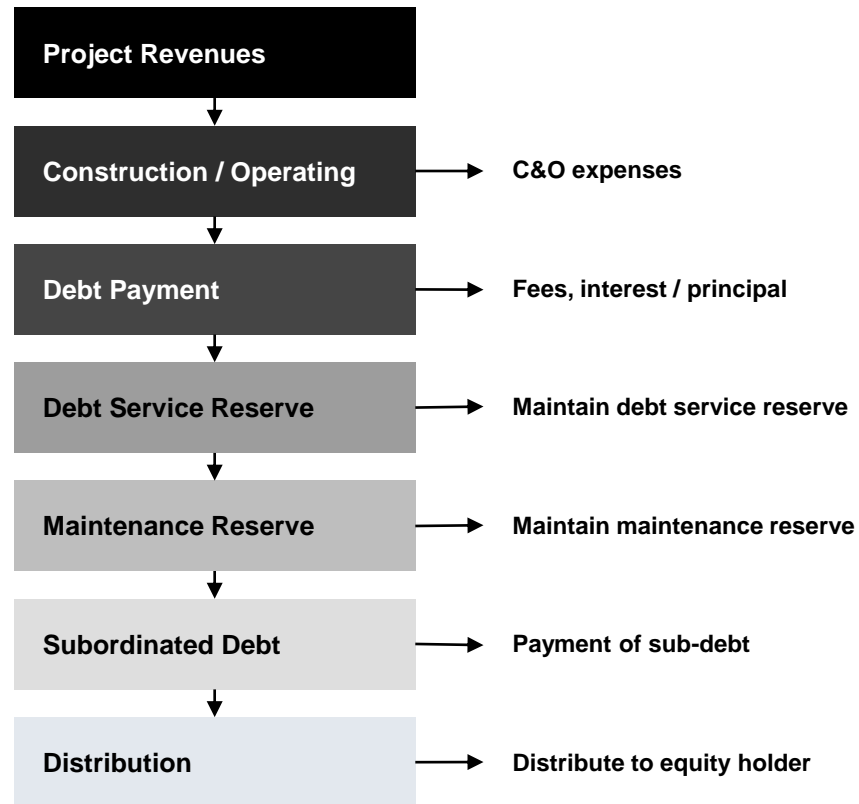 Project Revenues
Construction / Operating
C&O expenses
Debt Payment
Fees, interest / principal
Debt Service Reserve
Maintain debt service reserve
Maintenance Reserve
Maintain maintenance reserve
Subordinated Debt
Payment of sub-debt
Distribution
Distribute to equity holder